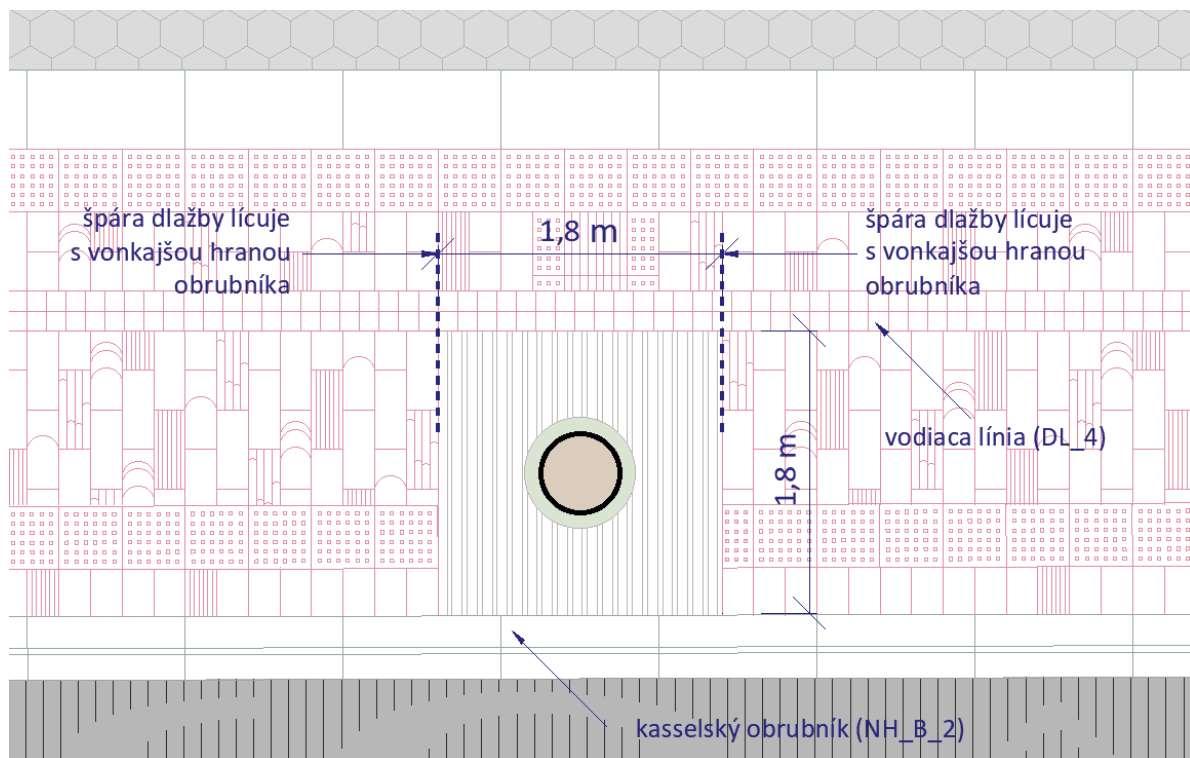 špára dlažby lícuje
s vonkajšou hranou
obrubníka
1,8 m
špára dlažby lícuje
s vonkajšou hranou
obrubníka
vodiaca línia (DL_4)
1,8 m
kasselský obrubník (NH_B_2)